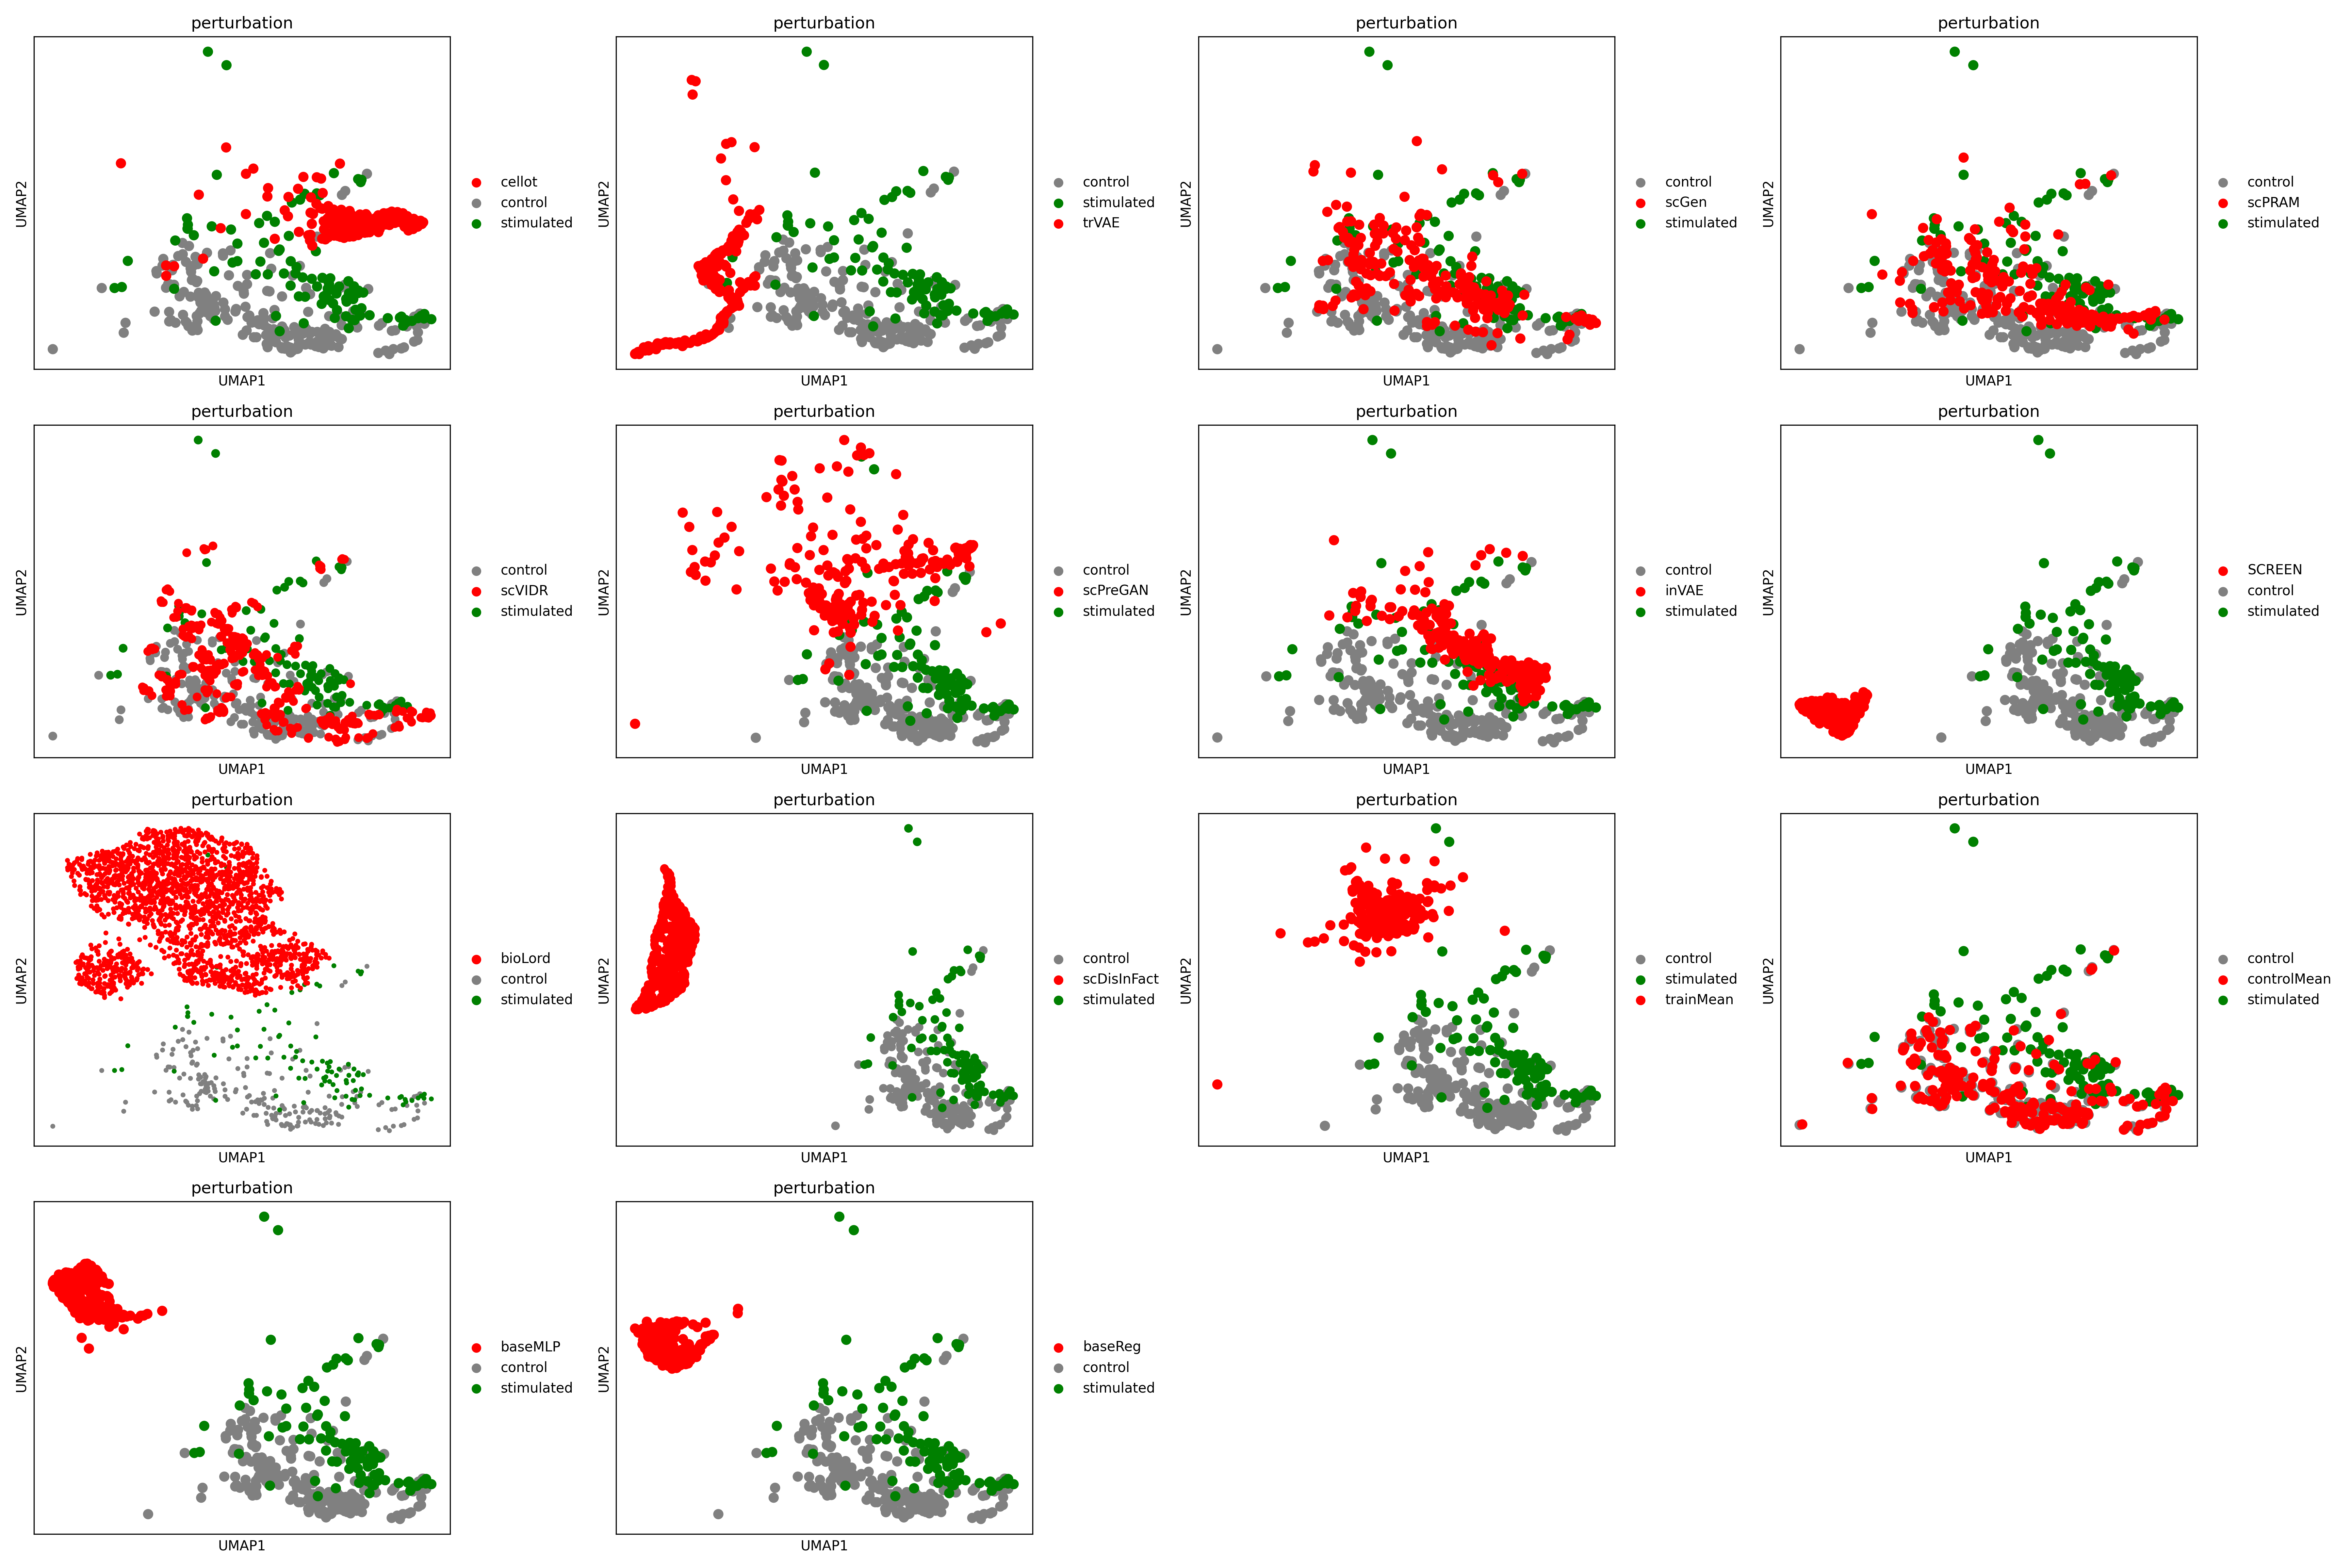 perturbation
UMAP2
UMAP1
cellot
control
stimulated
perturbation
UMAP2
UMAP1
control
stimulated
trVAE
perturbation
UMAP2
UMAP1
control
scGen
stimulated
perturbation
UMAP2
UMAP1
control
scPRAM
stimulated
perturbation
UMAP2
UMAP1
control
scVIDR
stimulated
perturbation
UMAP2
UMAP1
control
scPreGAN
stimulated
perturbation
UMAP2
UMAP1
control
inVAE
stimulated
perturbation
UMAP2
UMAP1
SCREEN
control
stimulated
perturbation
UMAP2
UMAP1
bioLord
control
stimulated
perturbation
UMAP2
UMAP1
control
scDisInFact
stimulated
perturbation
UMAP2
UMAP1
control
stimulated
trainMean
perturbation
UMAP2
UMAP1
control
controlMean
stimulated
perturbation
UMAP2
UMAP1
baseMLP
control
stimulated
perturbation
UMAP2
UMAP1
baseReg
control
stimulated